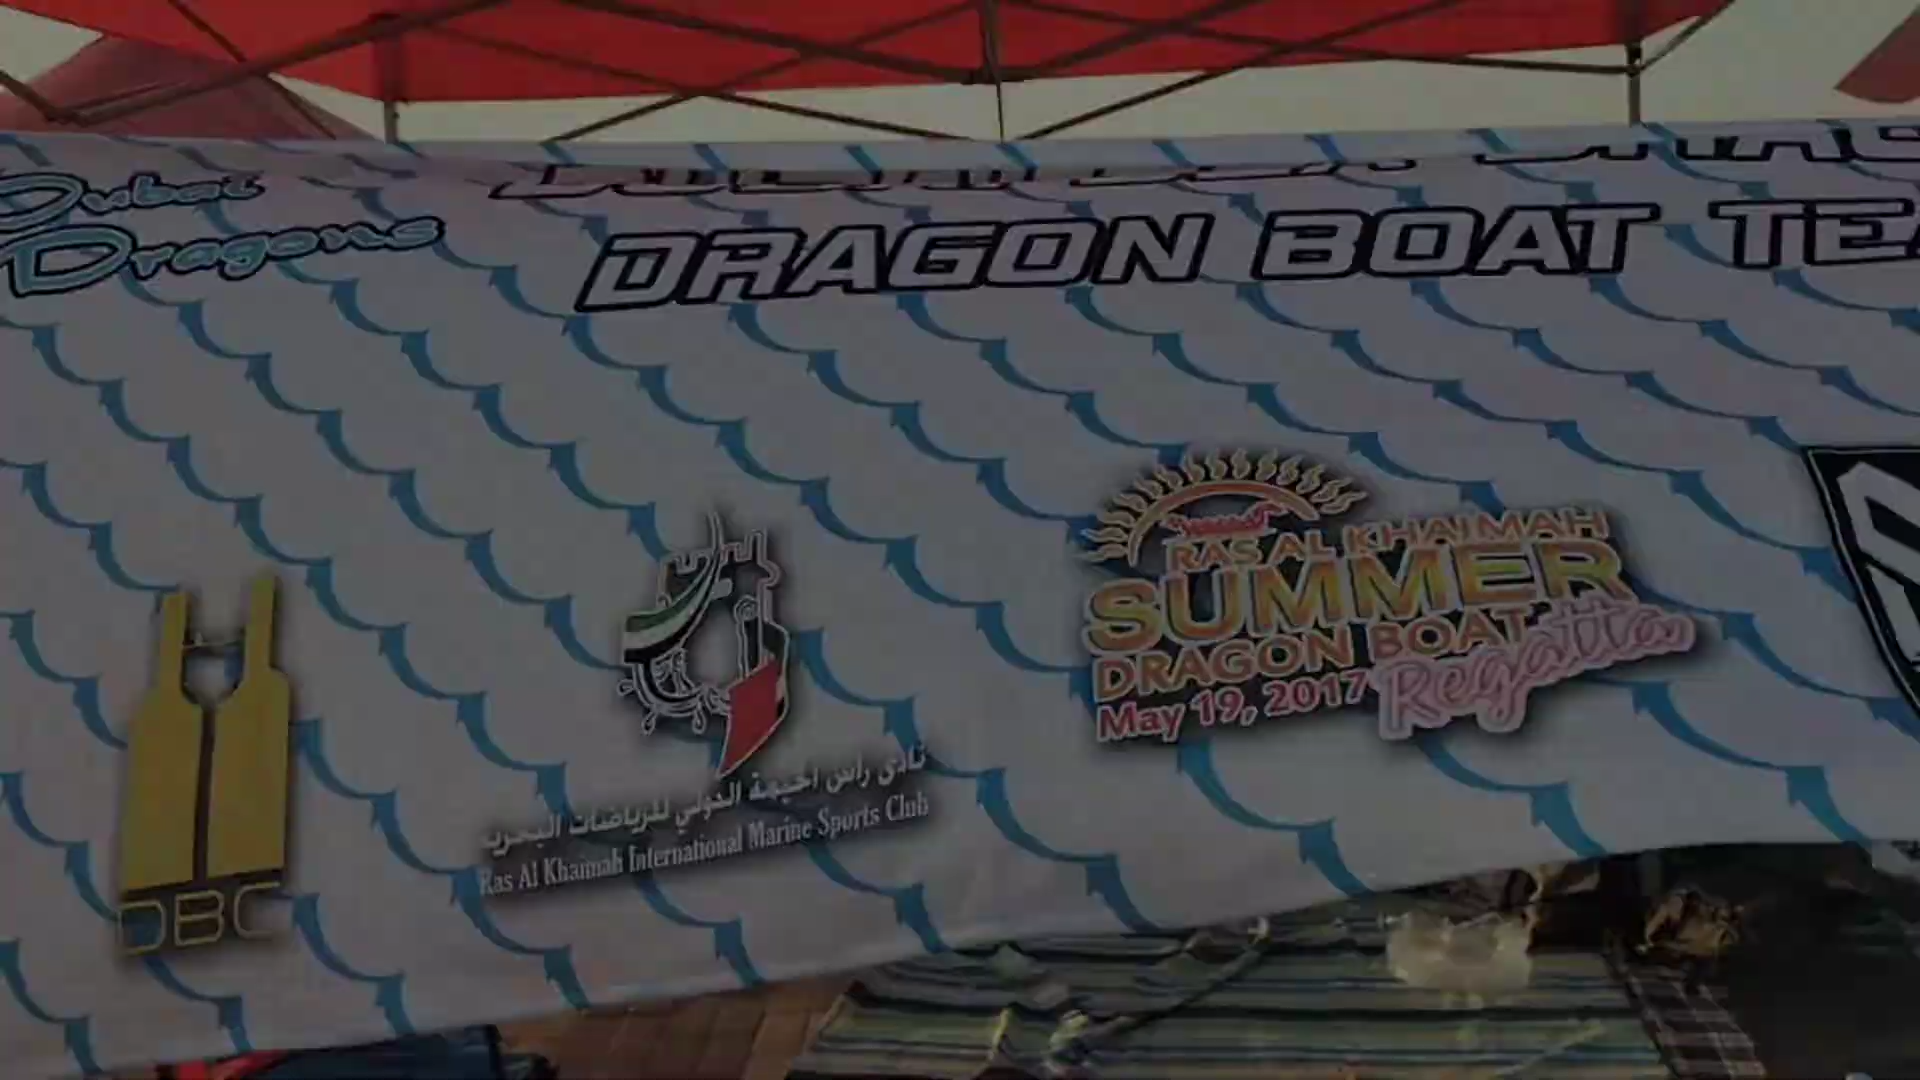 Dubai
Dragons
DRAGON BOAT
RAS AL KHAIMAH
SUMMER
DRAGON BOAT
Regatta
May 19, 2017
DBC
نادي رأس الخيمة الدولي للرياضات البحرية
Ras Al Khaimah International Marine Sports Club